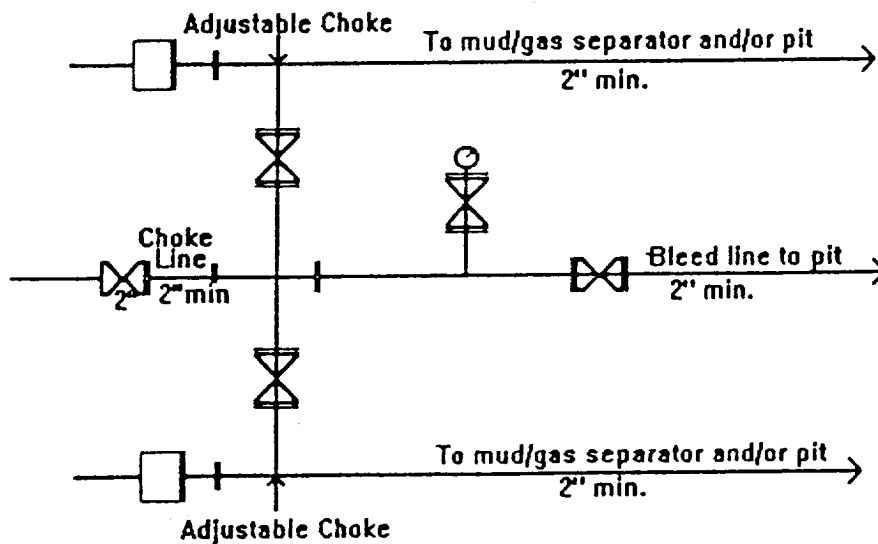 Adjustable Choke
To mud/gas separator and/or pit
2" min.
Choke
Line
2" 2" min
Bleed line to pit
2" min.
To mud/gas separator and/or pit
2" min.
Adjustable Choke